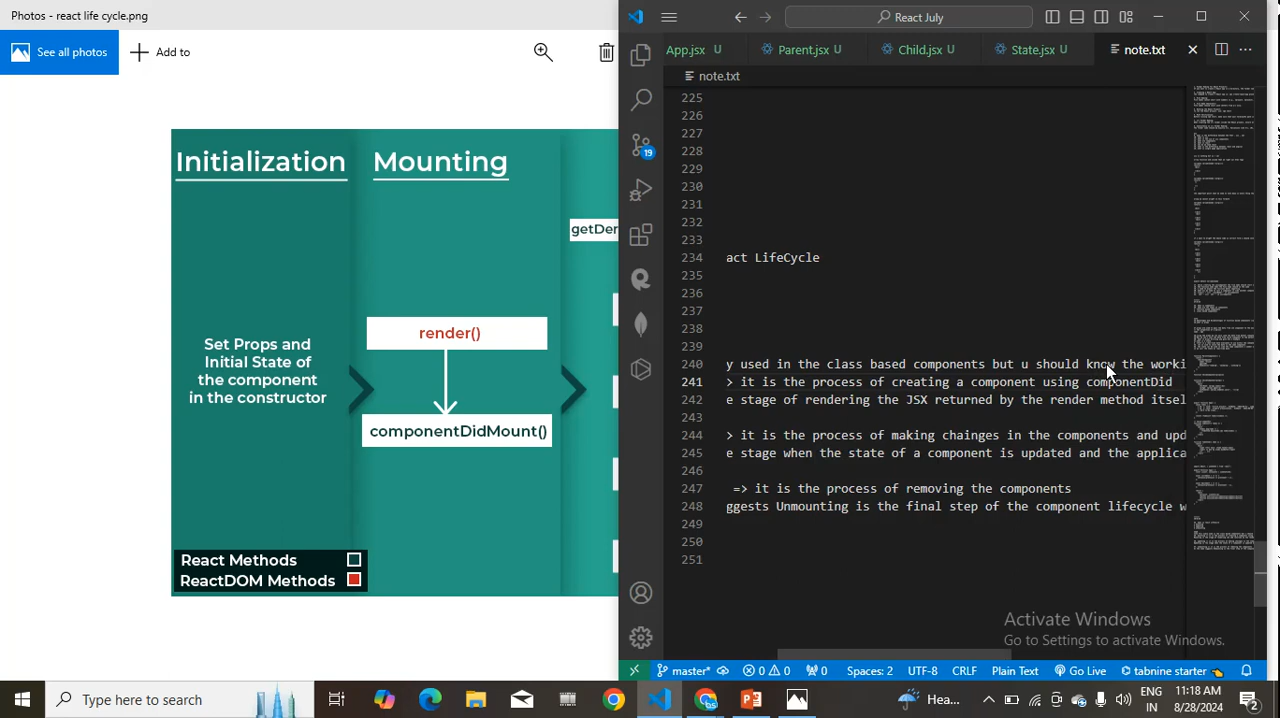 Photos - react life cycle.png
See all photos
Add to
Initialization
Mounting
getDer
render()
Set Props and
Initial State of
the component
in the constructor
componentDidMount()
React Methods
ReactDOM Methods
React July
App.jsx U
Parent.jsx U
Child.jsx U
State.jsx U
note.txt
note.txt
225
226
227
228
229
230
231
232
233
234 act LifeCycle
235
236
237
238
239
240 y used in the class based components but u should know the worki
241 > it is the process of creating a component using componentDid
242 e stage or rendering the JSX returned by the render method itsel
243
244 > it is the process of making chainges in the components and upd
245 e stage when the state of a component is updated and the applica
246
247 => it is the process of removing the components
248 ggests Unmounting is the final step of the component lifecycle w
249
250
251
19
Activate Windows
Go to Settings to activate Windows.
master* 0 0 0 Spaces: 2 UTF-8 CRLF Plain Text Go Live tabnine starter
Type here to search
Hea...
ENG
IN
11:18 AM
8/28/2024
2